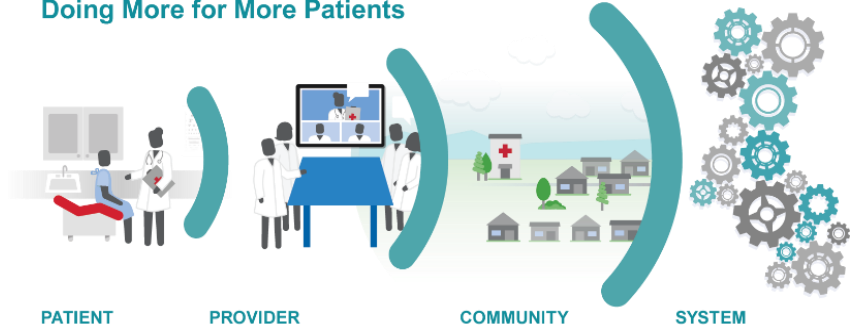 Doing More for More Patients
PATIENT PROVIDER COMMUNITY SYSTEM